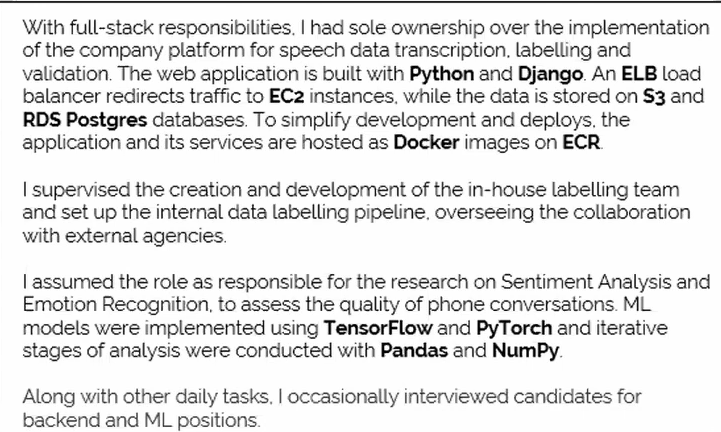 With full-stack responsibilities, I had sole ownership over the implementation
of the company platform for speech data transcription, labelling and
validation. The web application is built with Python and Django. An ELB load
balancer redirects traffic to EC2 instances, while the data is stored on S3 and
RDS Postgres databases. To simplify development and deploys, the
application and its services are hosted as Docker images on ECR.
I supervised the creation and development of the in-house labelling team
and set up the internal data labelling pipeline, overseeing the collaboration
with external agencies.
I assumed the role as responsible for the research on Sentiment Analysis and
Emotion Recognition, to assess the quality of phone conversations. ML
models were implemented using TensorFlow and PyTorch and iterative
stages of analysis were conducted with Pandas and NumPy.
Along with other daily tasks, I occasionally interviewed candidates for
backend and ML positions.